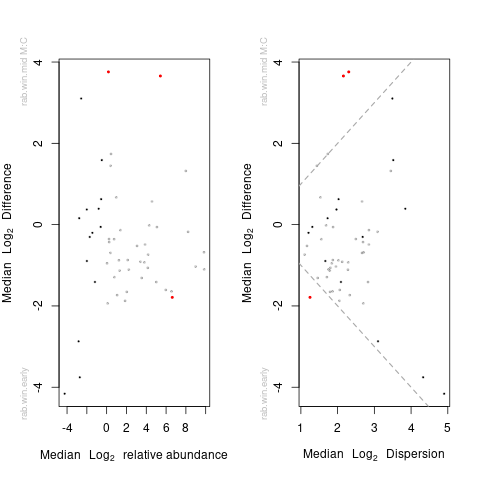 rab.win.mid M:C
rab.win.early
Median Log2 Difference
4
2
0
-2
-4
-4 -2 0 2 4 6 8
Median Log2 relative abundance
rab.win.mid M:C
rab.win.early
Median Log2 Difference
4
2
0
-2
-4
1 2 3 4 5
Median Log2 Dispersion